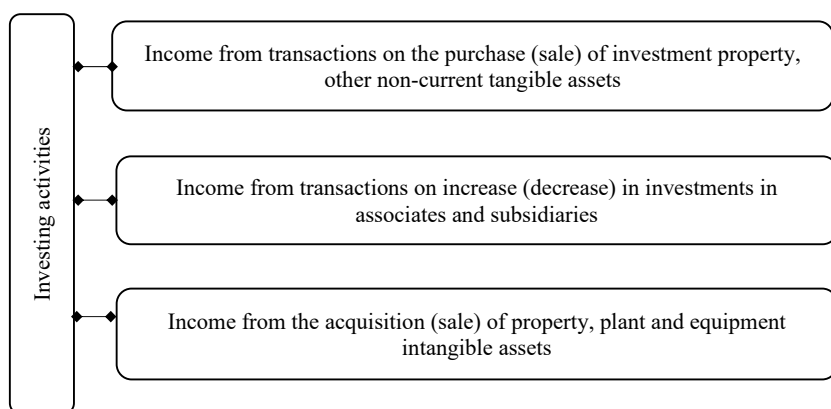 Investing activities
Income from transactions on the purchase (sale) of investment property,
other non-current tangible assets
Income from transactions on increase (decrease) in investments in
associates and subsidiaries
Income from the acquisition (sale) of property, plant and equipment
intangible assets